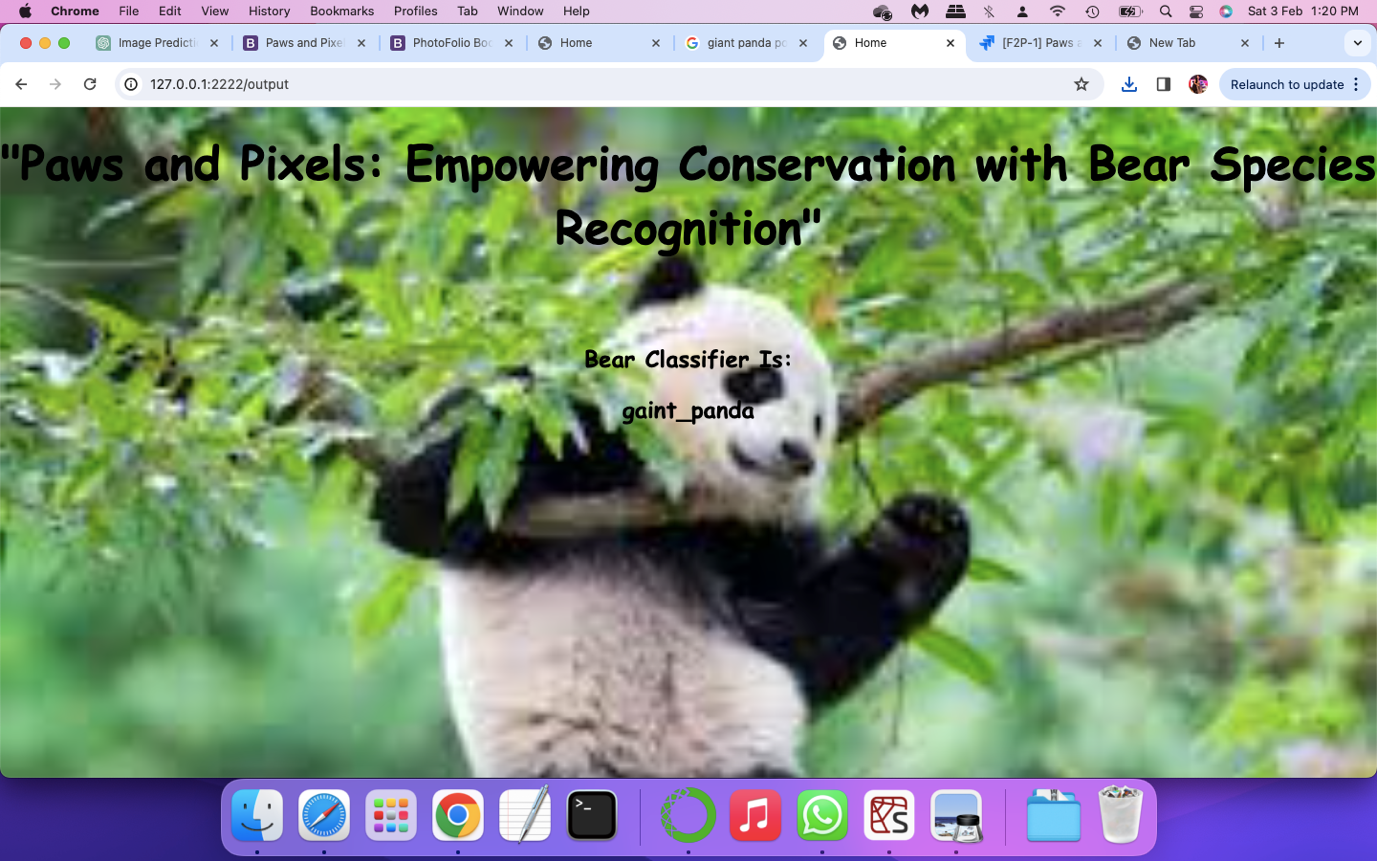 Chrome File Edit View History Bookmarks Profiles Tab Window Help Sat 3 Feb 1:20 PM
Image Predicti Paws and Pixe PhotoFolio Boo Home giant panda po Home [F2P-1] Paws a New Tab
127.0.0.1:2222/output Relaunch to update
"Paws and Pixels: Empowering Conservation with Bear Species
Recognition"
Bear Classifier Is:
gaint_panda